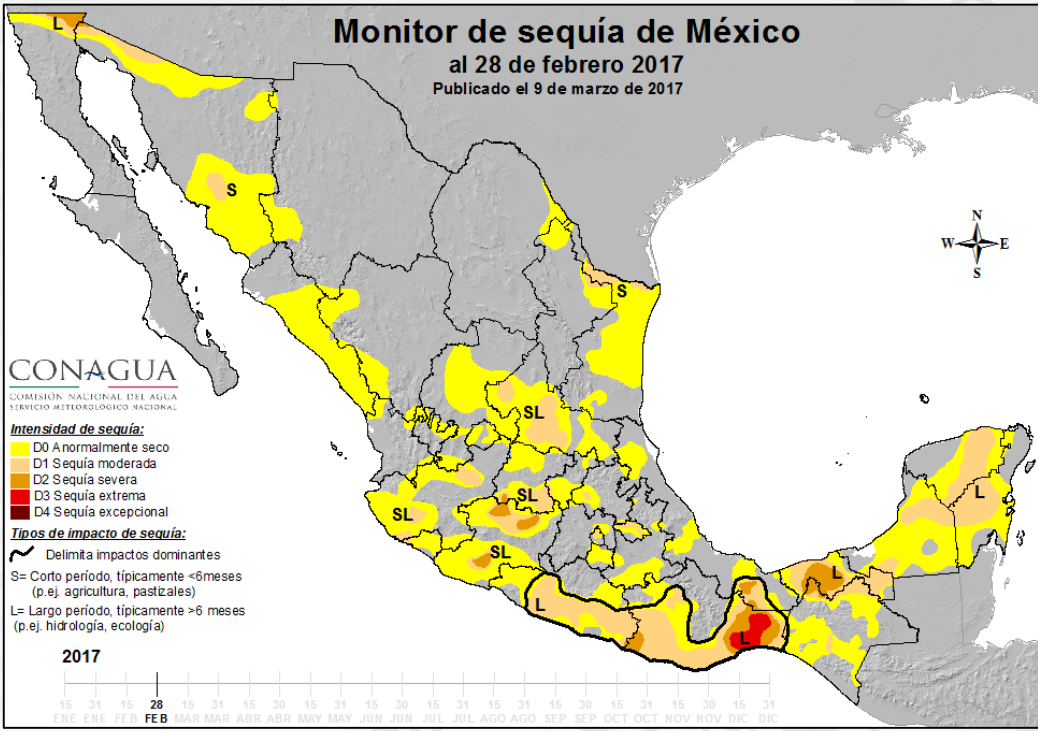 Monitor de sequía de México
al 28 de febrero 2017
Publicado el 9 de marzo de 2017
L
S
S
N
W E
S
CONAGUA
COMISIÓN NACIONAL DEL AGUA
SERVICIO METEOROLÓGICO NACIONAL
Intensidad de sequía:
D0 Anormalmente seco
D1 Sequía moderada
D2 Sequía severa
D3 Sequía extrema
D4 Sequía excepcional
Tipos de impacto de sequía:
Delimita impactos dominantes
S= Corto período, típicamente <6meses
(p.ej. agricultura, pastizales)
L= Largo período, típicamente >6 meses
(p.ej. hidrología, ecología)
SL
SL
SL
SL
L
L
L
L
2017
15 31 15 28 15 31 15 30 15 31 15 30 15 31 15 31 15 30 15 31 15 30 15 31
ENE ENE FEB FEB MAR MAR ABR ABR MAY MAY JUN JUN JUL JUL AGO AGO SEP SEP OCT OCT NOV NOV DIC DIC